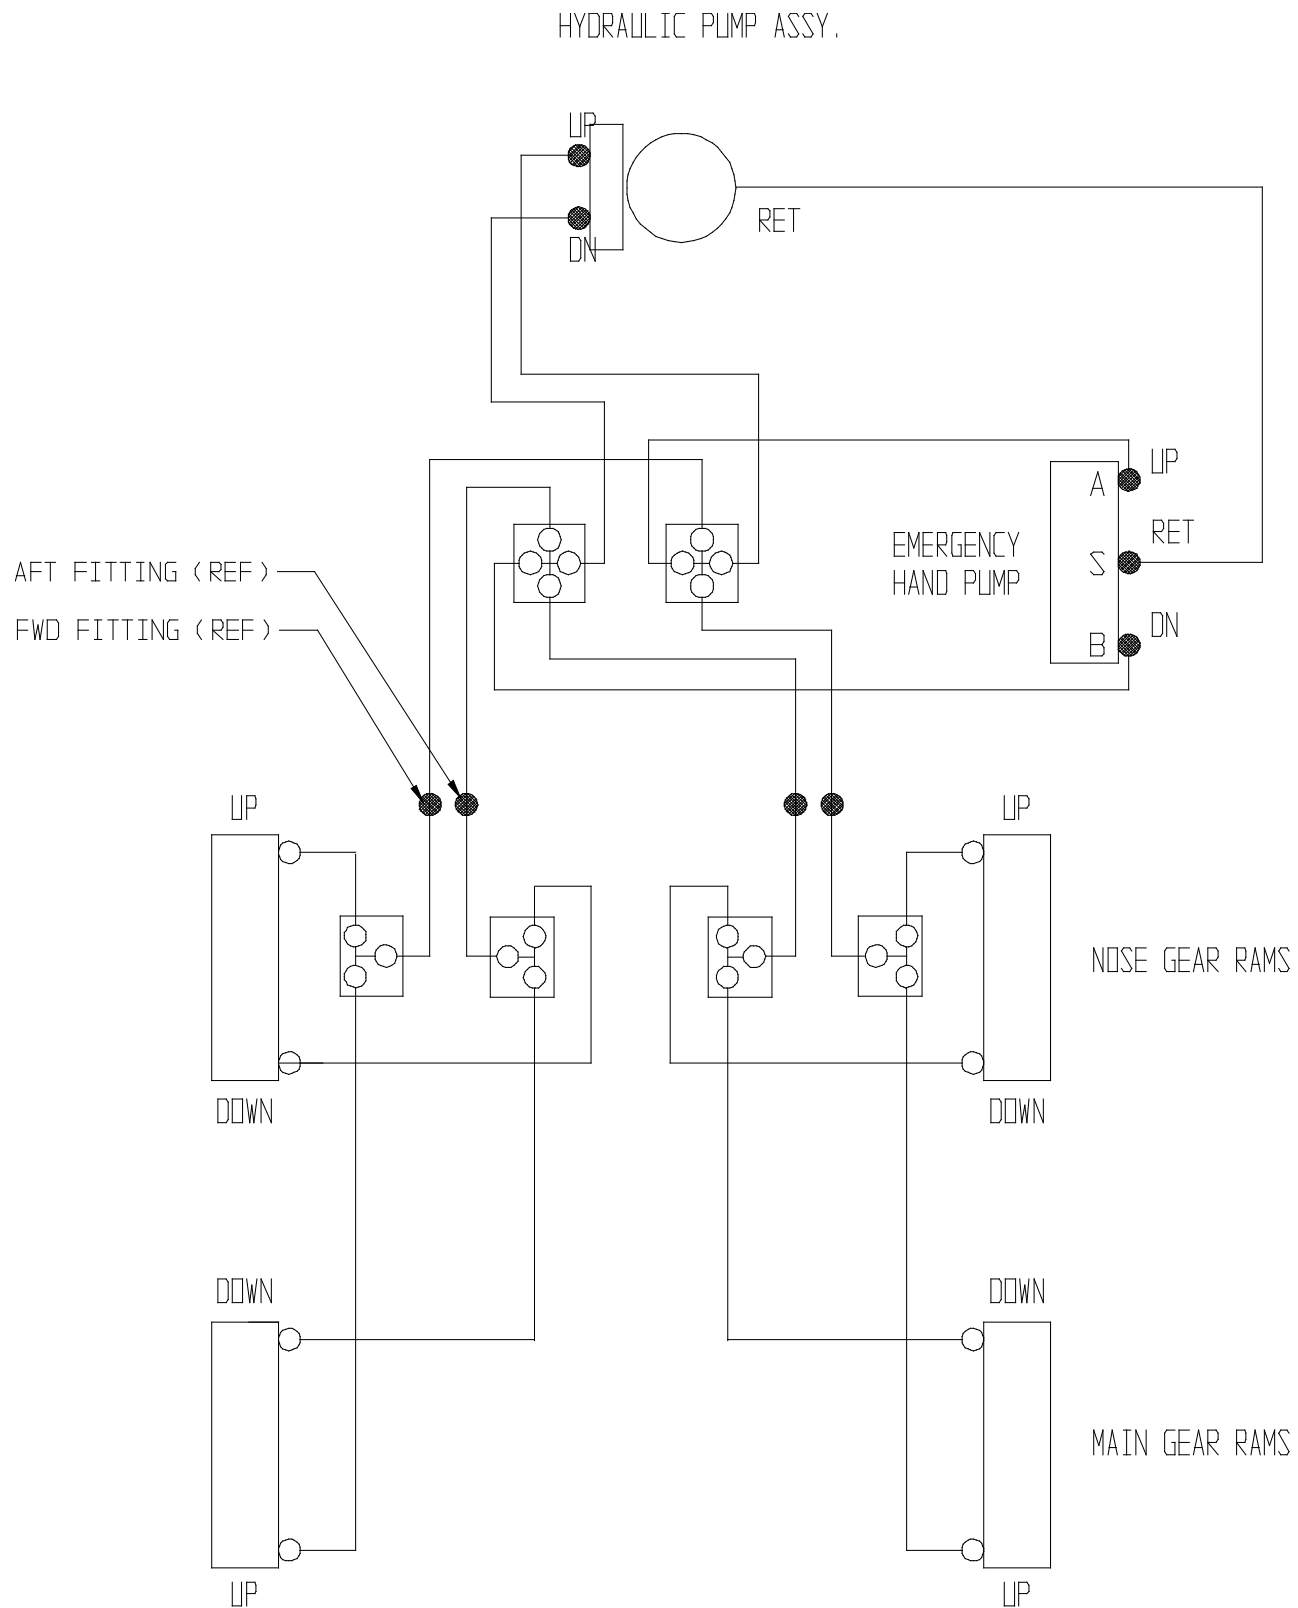 HYDRAULIC PUMP ASSY.
UP
DN
RET
UP
A
RET
EMERGENCY
HAND PUMP
S
DN
B
AFT FITTING (REF)
FWD FITTING (REF)
UP
UP
NOSE GEAR RAMS
DOWN
DOWN
DOWN
DOWN
MAIN GEAR RAMS
UP
UP